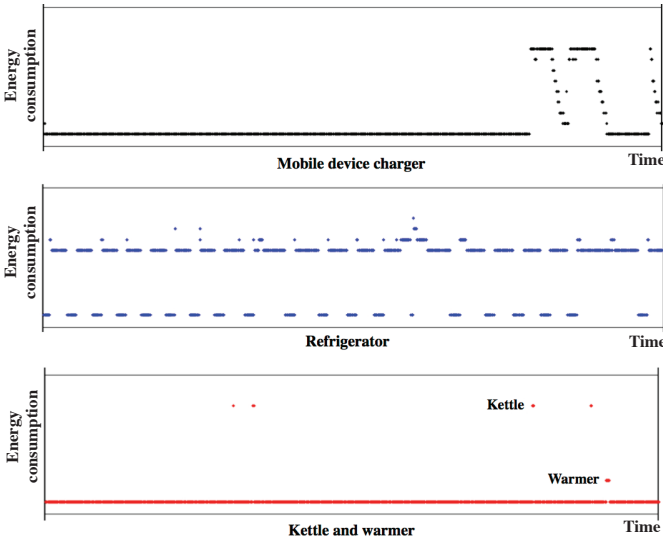 Energy
consumption
Mobile device charger
Time
Energy
consumption
Refrigerator
Time
Energy
consumption
Kettle
Warmer
Kettle and warmer
Time